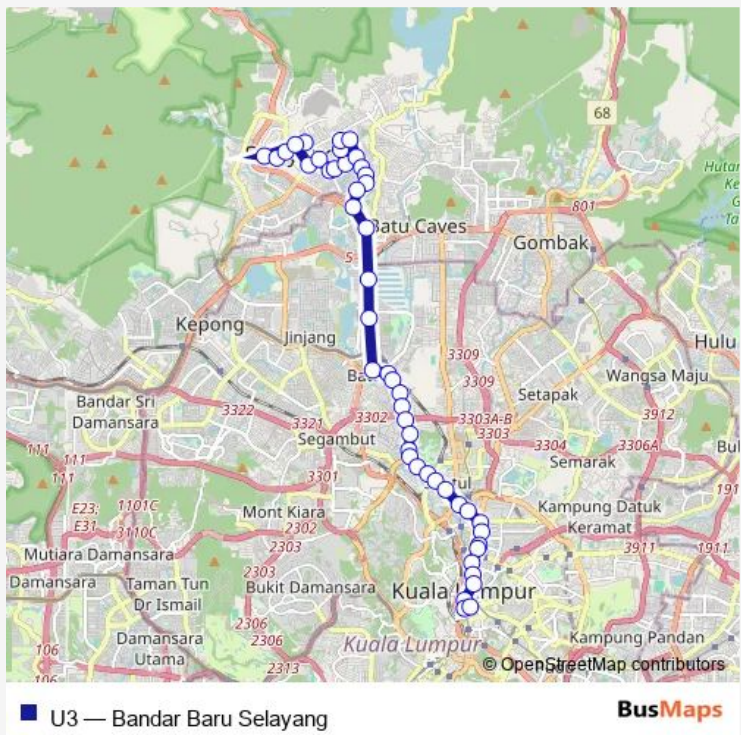 68
Hutan
801
Batu Caves
Gombak
5
Kepong
Jinjang
3309
3309
Hulu
Wangsa Maju
Setapak
Bandar Sri
Damansara
3322
3321
3302
3303A-B
3303
3912
Segambut
3304
3306A
111
111
111
3301
Semarak
191
E23;
E31
1101C
3110C
Mont Kiara
2302
2303
Kampung Datuk
Keramat
3911
1911
Mutiara Damansara
Damansara
Taman Tun
Dr Ismail
2303
Bukit Damansara
Kuala Lumpur
2306
2306
Damansara
Utama
Kuala Lumpur
Kampung Pandan
106
106
2313
© OpenStreetMap contributors
U3 — Bandar Baru Selayang
BusMaps